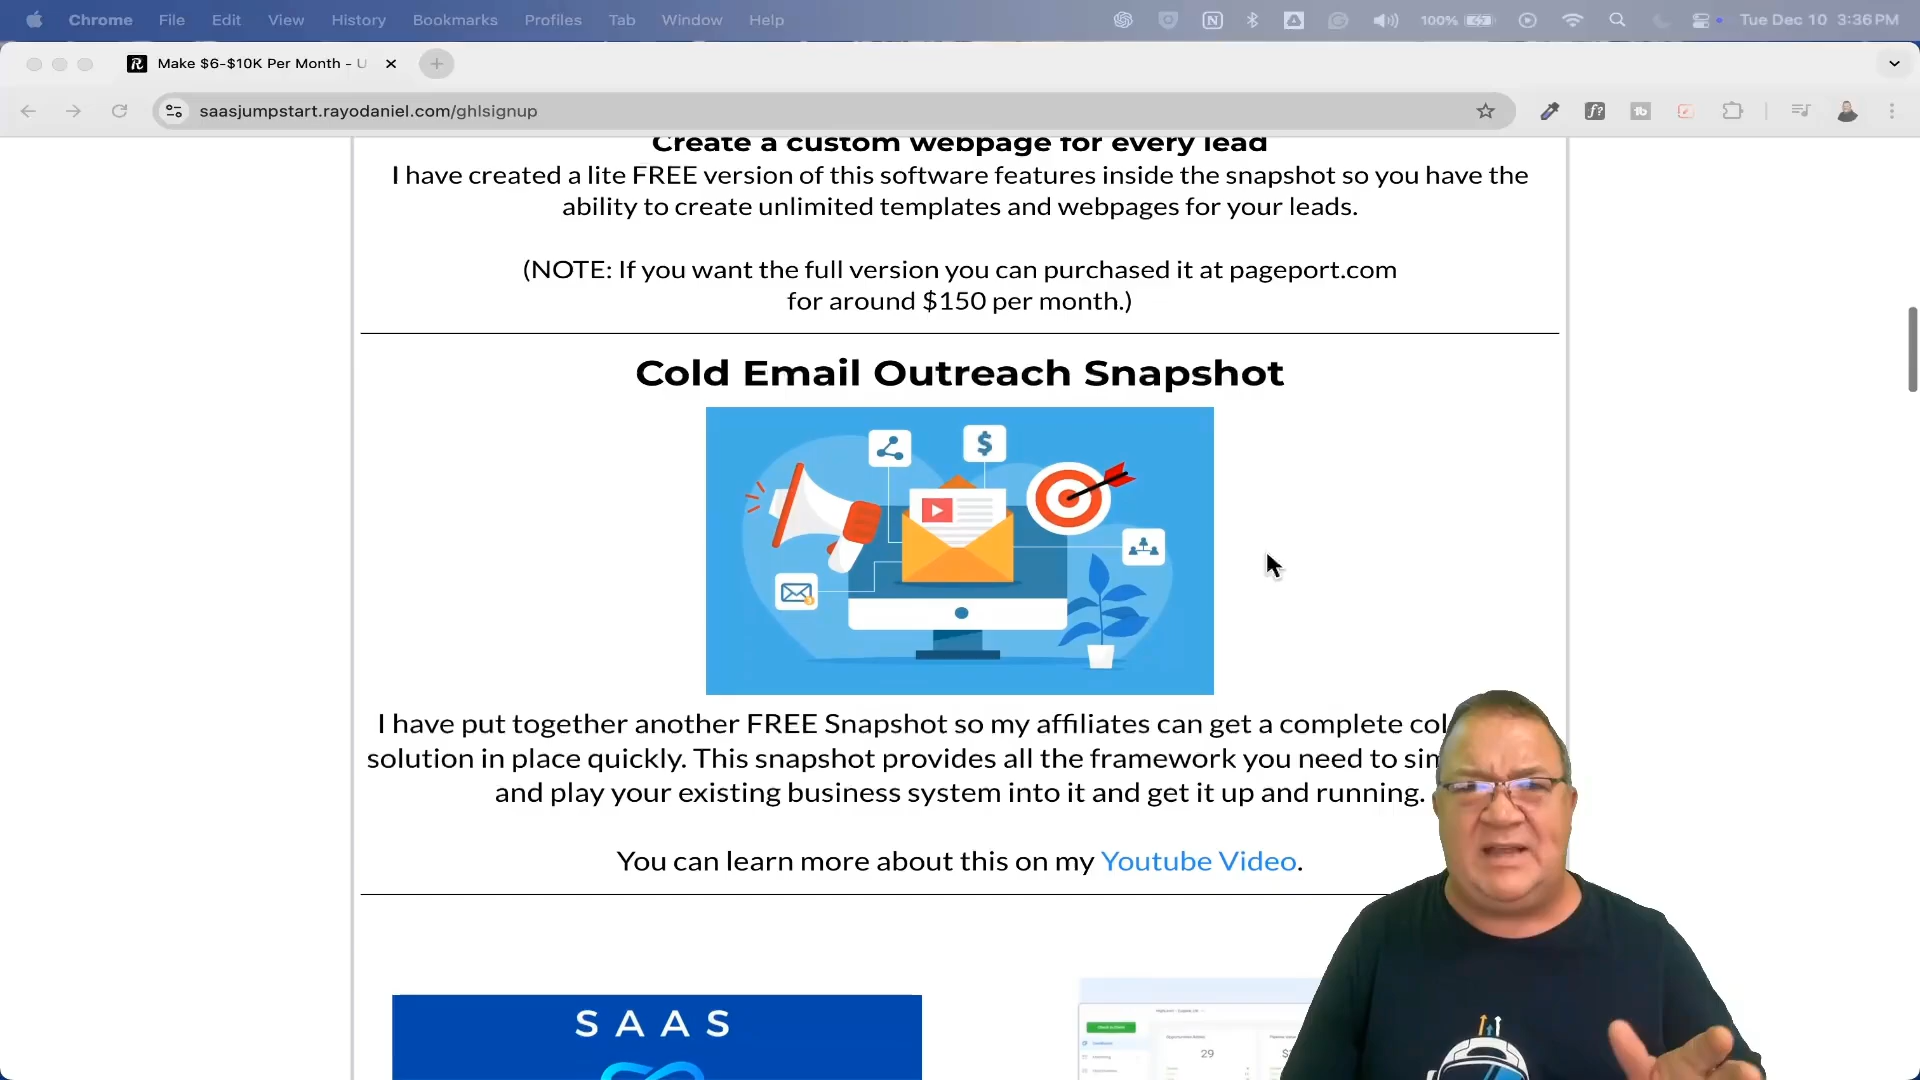 Chrome File Edit View History Bookmarks Profiles Tab Window Help 100% Tue Dec 10 3:36 PM
Make $6-$10K Per Month - U
saasjumpstart.rayodaniel.com/ghlsignup
Create a custom webpage for every lead
I have created a lite FREE version of this software features inside the snapshot so you have the
ability to create unlimited templates and webpages for your leads.
(NOTE: If you want the full version you can purchased it at pageport.com
for around $150 per month.)
Cold Email Outreach Snapshot
I have put together another FREE Snapshot so my affiliates can get a complete col
solution in place quickly. This snapshot provides all the framework you need to sim
and play your existing business system into it and get it up and running.
You can learn more about this on my Youtube Video.
SAAS
29